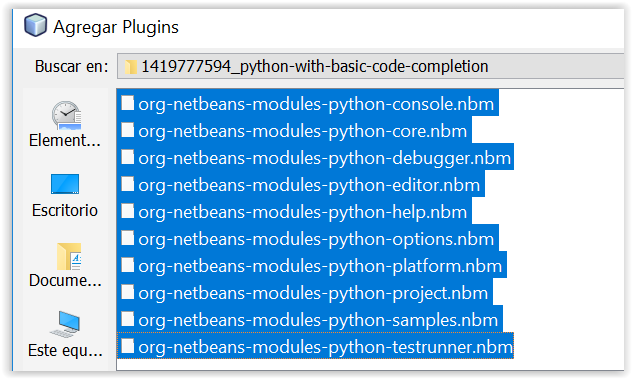 Agregar Plugins
Buscar en: 1419777594_python-with-basic-code-completion
org-netbeans-modules-python-console.nbm
org-netbeans-modules-python-core.nbm
org-netbeans-modules-python-debugger.nbm
org-netbeans-modules-python-editor.nbm
org-netbeans-modules-python-help.nbm
org-netbeans-modules-python-options.nbm
org-netbeans-modules-python-platform.nbm
org-netbeans-modules-python-project.nbm
org-netbeans-modules-python-samples.nbm
org-netbeans-modules-python-testrunner.nbm
Element...
Escritorio
Docume...
Este equ...